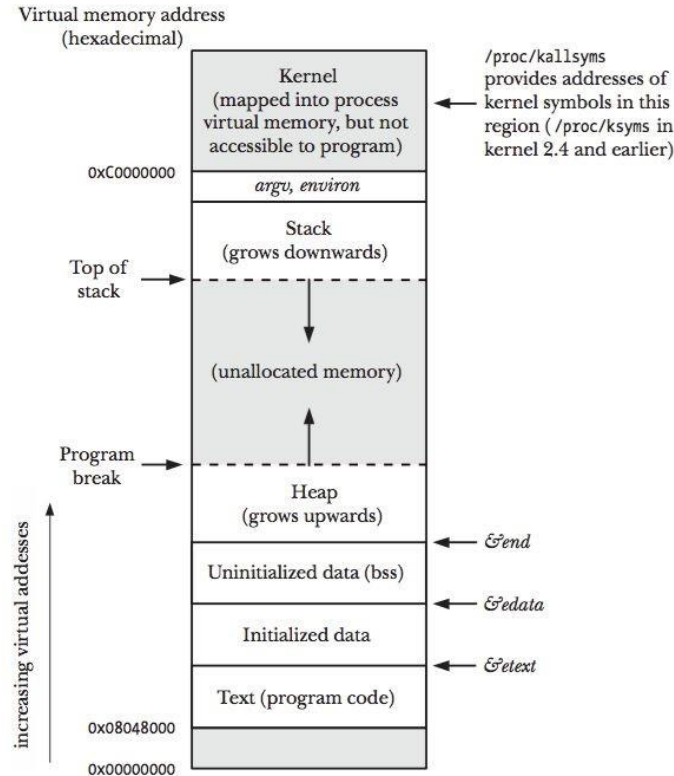 Virtual memory address
(hexadecimal)
Kernel
(mapped into process
virtual memory, but not
accessible to program)
/proc/kallsyms
provides addresses of
kernel symbols in this
region (/proc/ksyms in
kernel 2.4 and earlier)
0xC0000000
argv, environ
Stack
(grows downwards)
Top of
stack
(unallocated memory)
Program
break
Heap
(grows upwards)
&end
Uninitialized data (bss)
&edata
Initialized data
&etext
Text (program code)
0x08048000
0x00000000
increasing virtual addesses